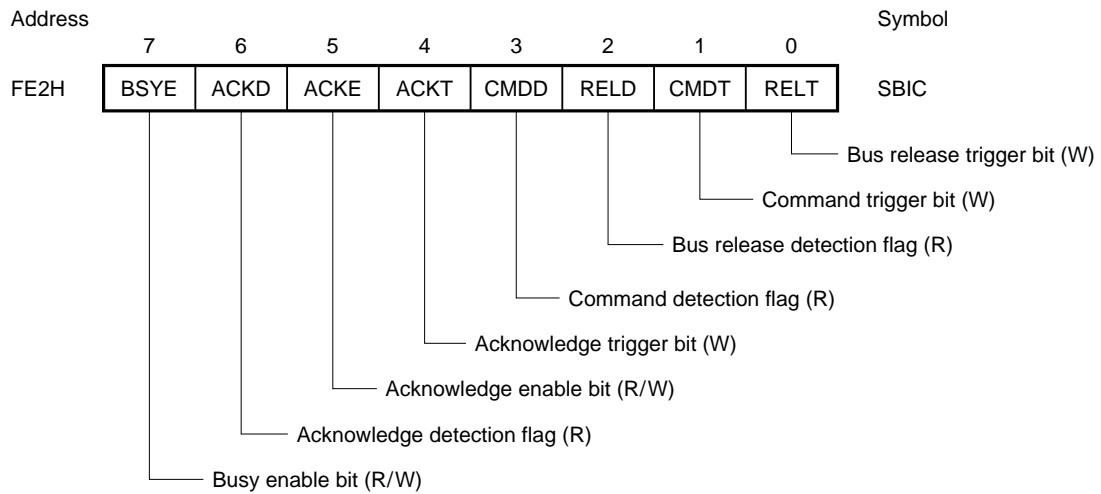 Address Symbol
7 6 5 4 3 2 1 0
FE2H BSYE ACKD ACKE ACKT CMDD RELD CMDT RELT SBIC
Bus release trigger bit (W)
Command trigger bit (W)
Bus release detection flag (R)
Command detection flag (R)
Acknowledge trigger bit (W)
Acknowledge enable bit (R/W)
Acknowledge detection flag (R)
Busy enable bit (R/W)